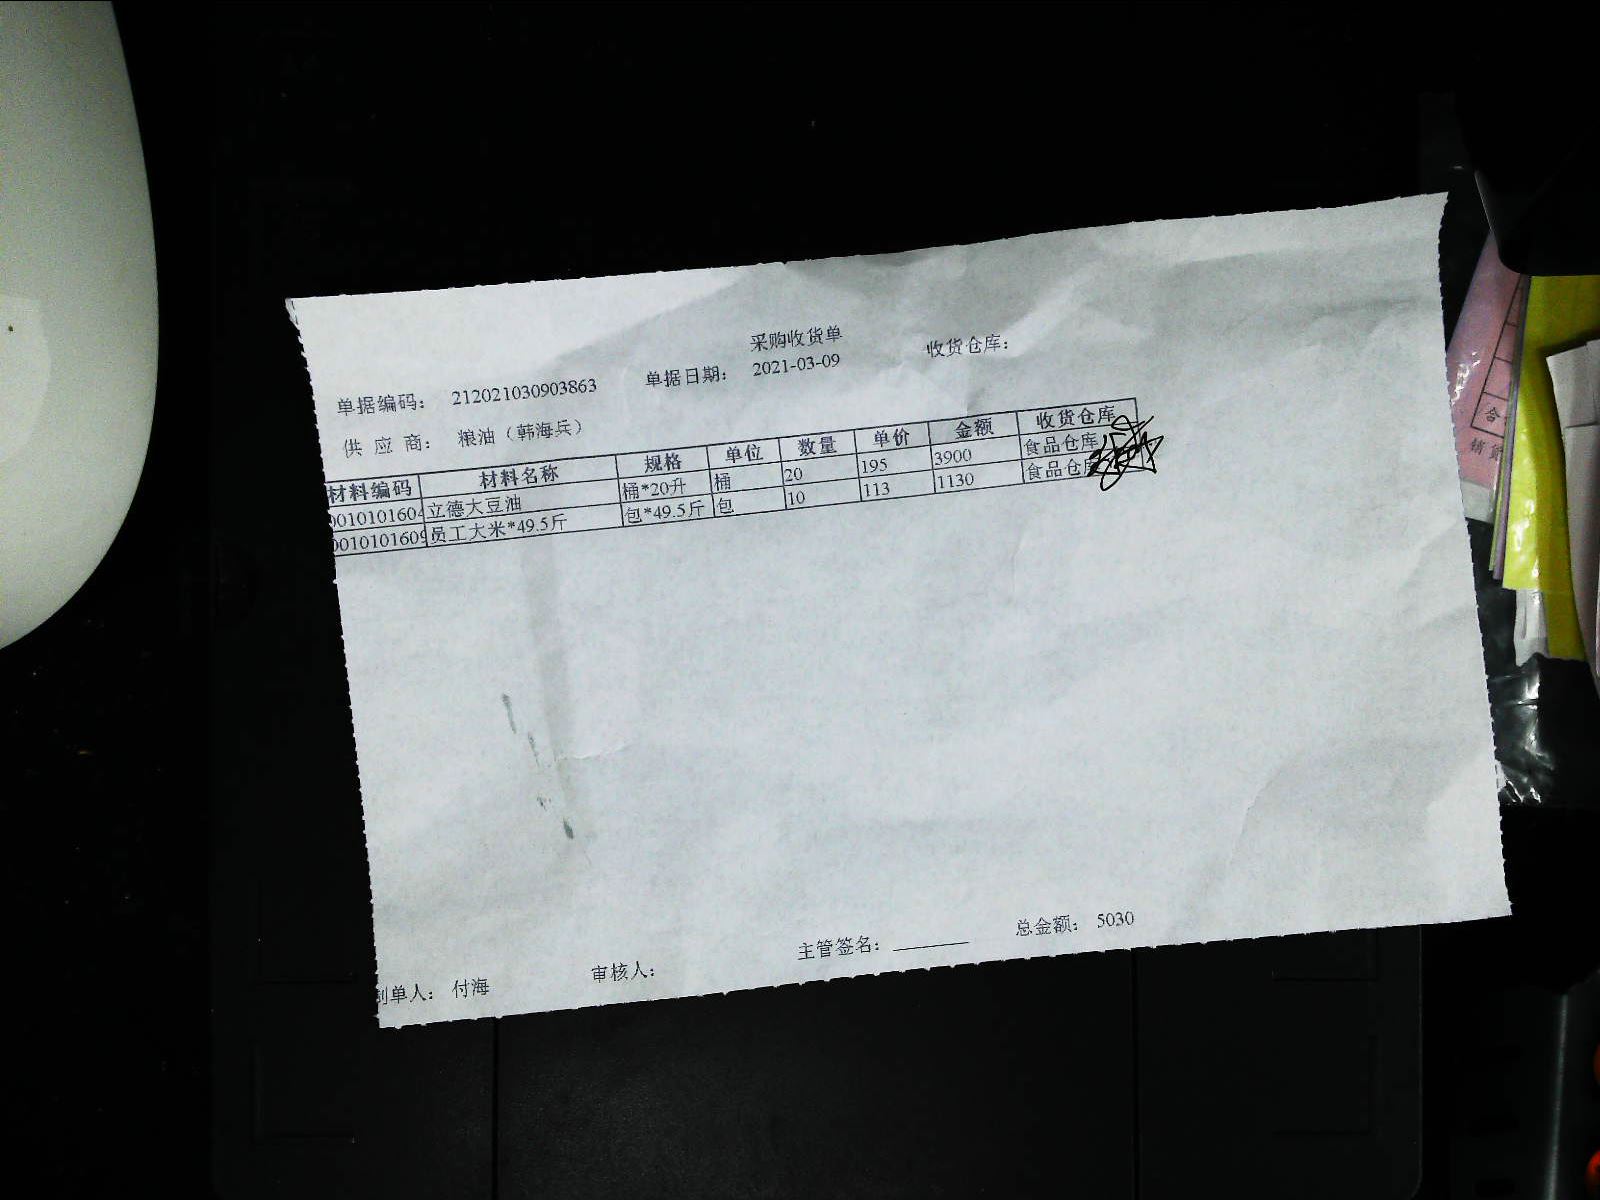 采购收货单
单据编码： 212021030903863 单据日期： 2021-03-09 收货仓库：
供 应 商： 粮油（韩海兵）
材料编码 材料名称 规格 单位 数量 单价 金额 收货仓库
0010101604 立德大豆油 桶*20升 桶 20 195 3900 食品仓库
0010101609 员工大米*49.5斤 包*49.5斤 包 10 113 1130 食品仓库
制单人： 付海 审核人： 主管签名： 总金额： 5030